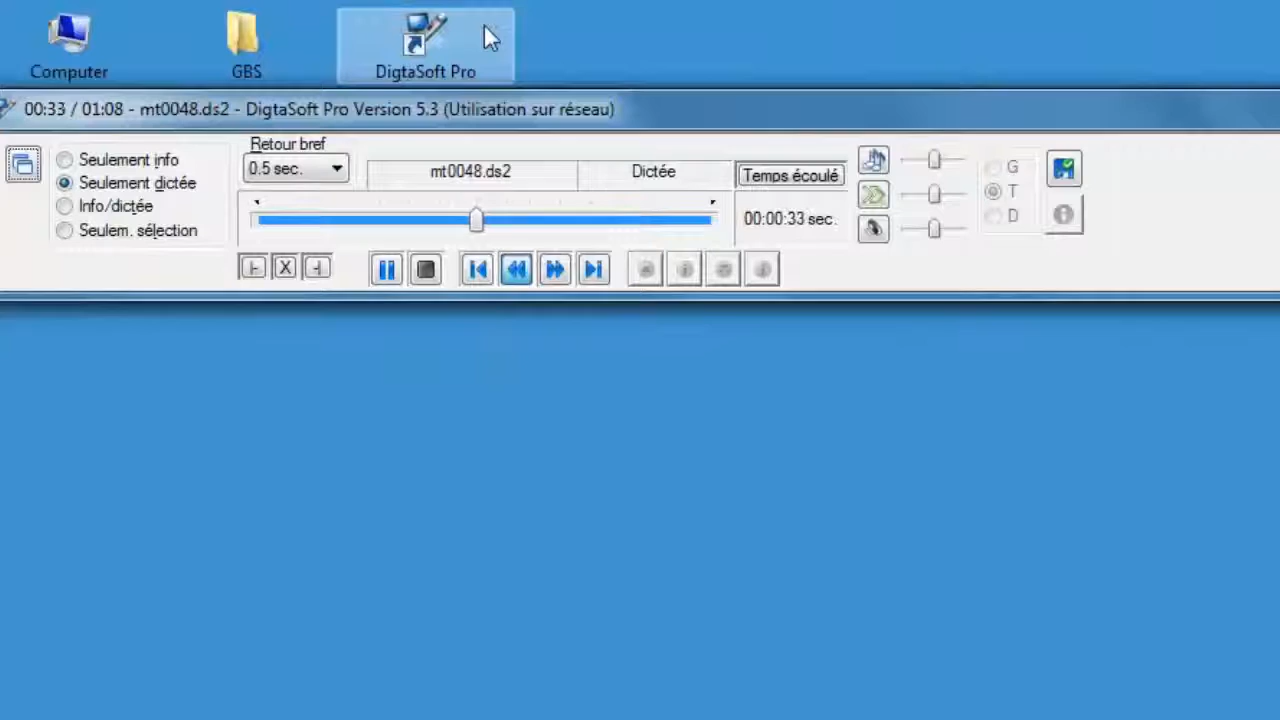 Computer
GBS
DigtaSoft Pro
00:33 / 01:08 - mt0048.ds2 - DigtaSoft Pro Version 5.3 (Utilisation sur réseau)
Seulement info
Seulement dictée
Info/dictée
Seulem. sélection
Retour bref
0.5 sec.
mt0048.ds2
Dictée
Temps écoulé
00:00:33 sec.
G
T
D
X